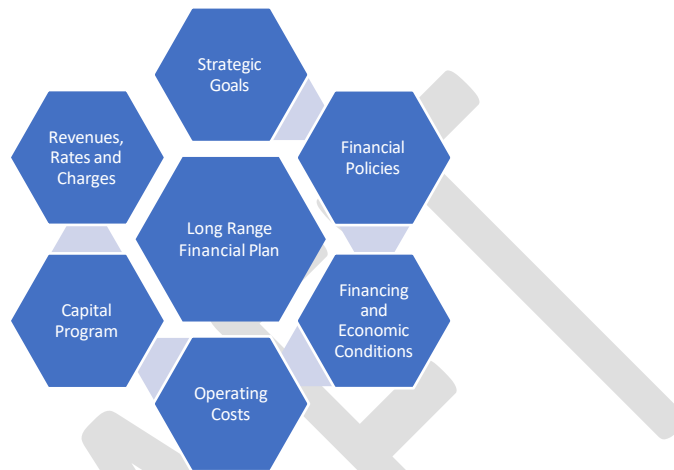 Strategic
Goals
Revenues,
Rates and
Charges
Financial
Policies
Long Range
Financial Plan
Capital
Program
Financing
and
Economic
Conditions
Operating
Costs